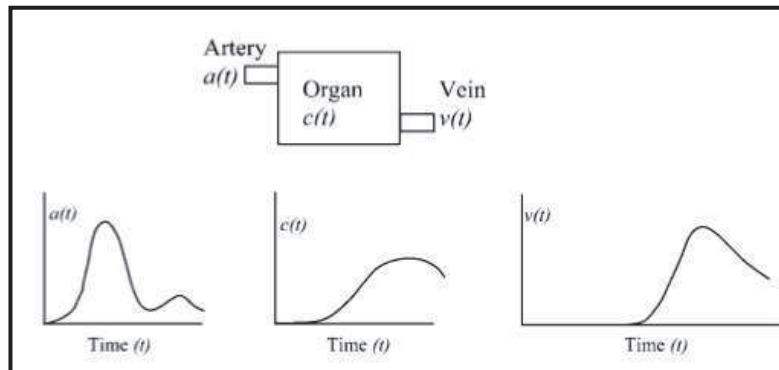 Artery
a(t)
Organ
c(t)
Vein
v(t)
a(t)
c(t)
v(t)
Time (t)
Time (t)
Time (t)